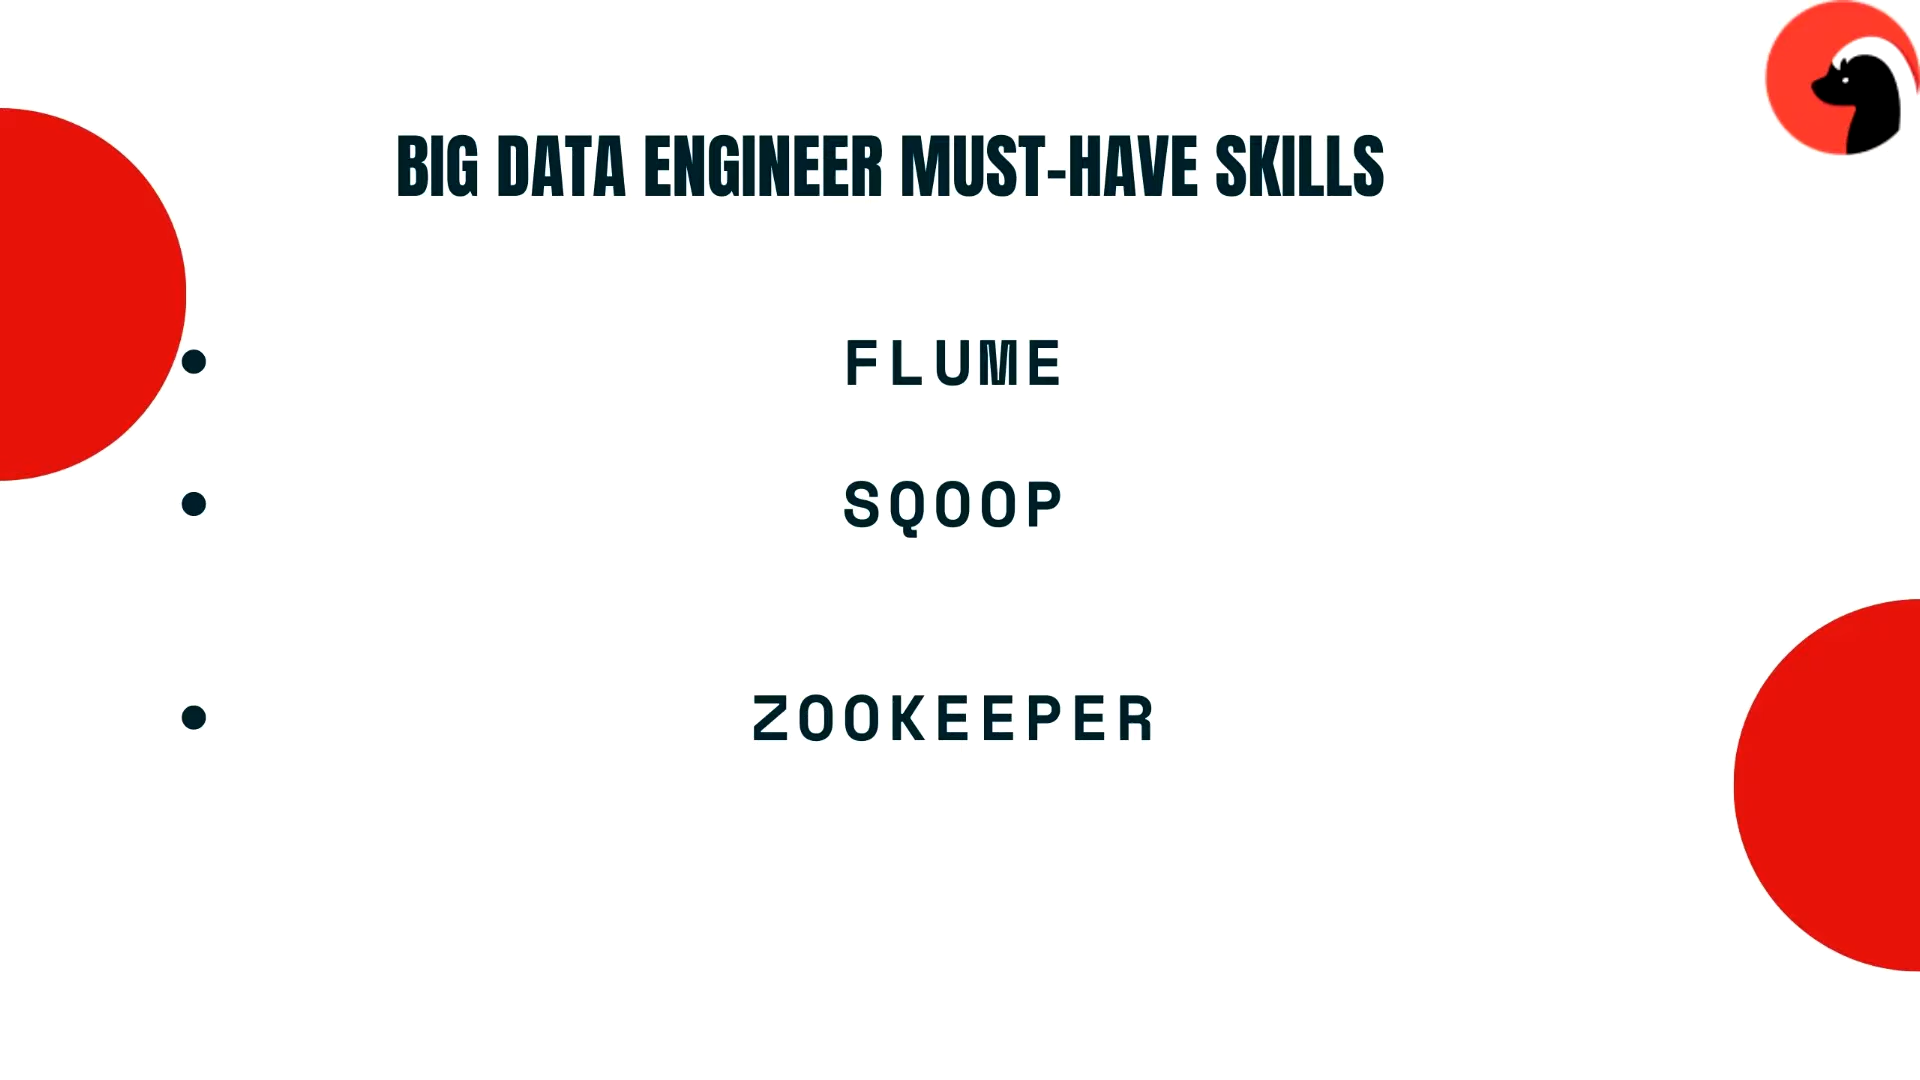 BIG DATA ENGINEER MUST-HAVE SKILLS
• FLUME
• SQOOP
• ZOOKEEPER